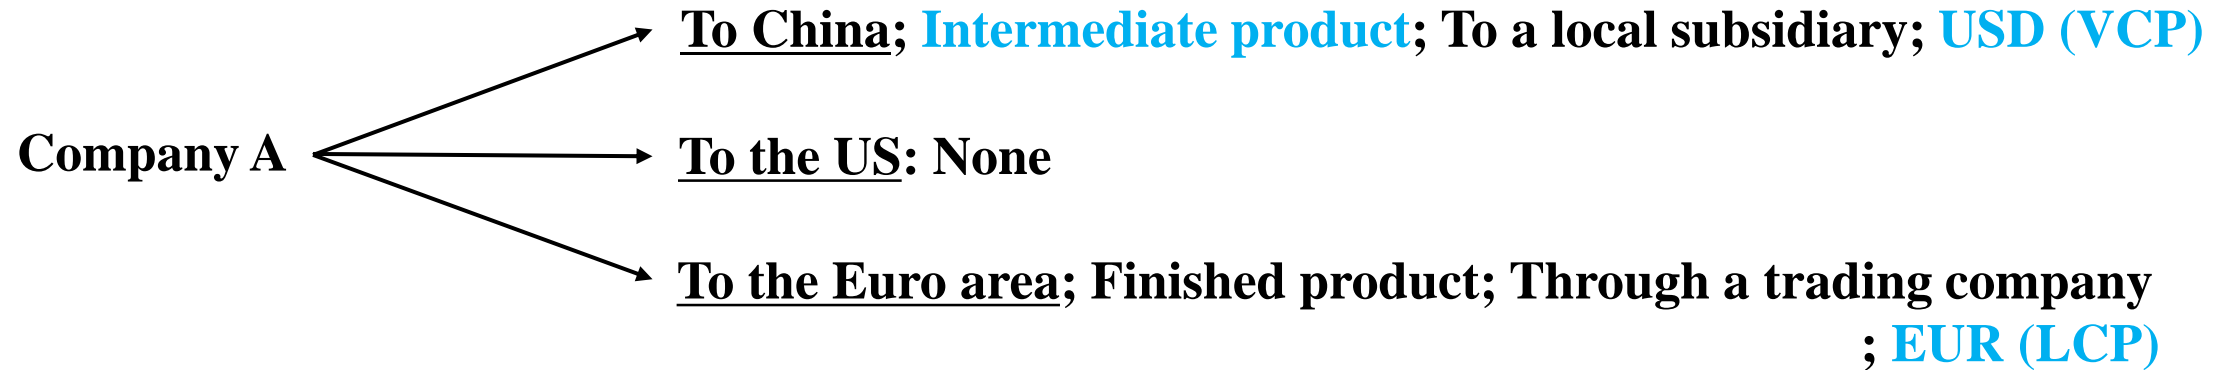 To China; Intermediate product; To a local subsidiary; USD (VCP)
Company A
To the US: None
To the Euro area; Finished product; Through a trading company
; EUR (LCP)